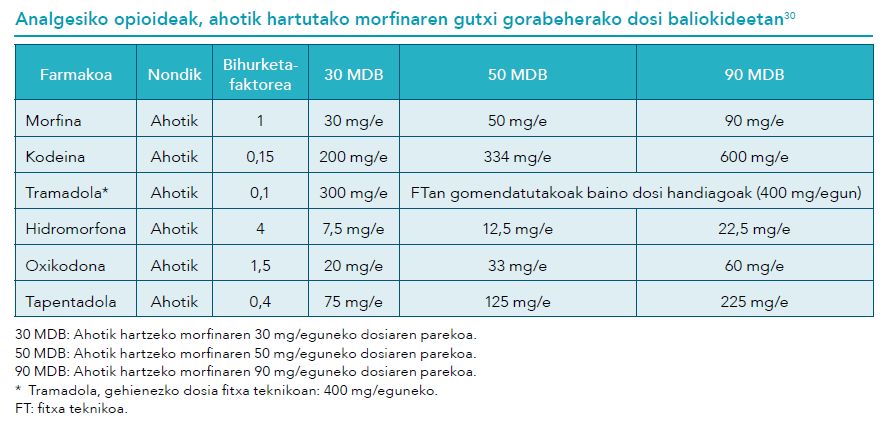 Analgesiko opioideak, ahotik hartutako morfinaren gutxi gorabeherako dosi baliokideetan30
Farmakoa Nondik Bihurketa-faktorea 30 MDB 50 MDB 90 MDB
Morfina Ahotik 1 30 mg/e 50 mg/e 90 mg/e
Kodeina Ahotik 0,15 200 mg/e 334 mg/e 600 mg/e
Tramadola* Ahotik 0,1 300 mg/e FTan gomendatutakoak baino dosi handiagoak (400 mg/egun)
Hidromorfona Ahotik 4 7,5 mg/e 12,5 mg/e 22,5 mg/e
Oxikodona Ahotik 1,5 20 mg/e 33 mg/e 60 mg/e
Tapentadola Ahotik 0,4 75 mg/e 125 mg/e 225 mg/e
30 MDB: Ahotik hartzeko morfinaren 30 mg/eguneko dosiaren parekoa.
50 MDB: Ahotik hartzeko morfinaren 50 mg/eguneko dosiaren parekoa.
90 MDB: Ahotik hartzeko morfinaren 90 mg/eguneko dosiaren parekoa.
* Tramadola, gehienezko dosia fitxa teknikoan: 400 mg/eguneko.
FT: fitxa teknikoa.